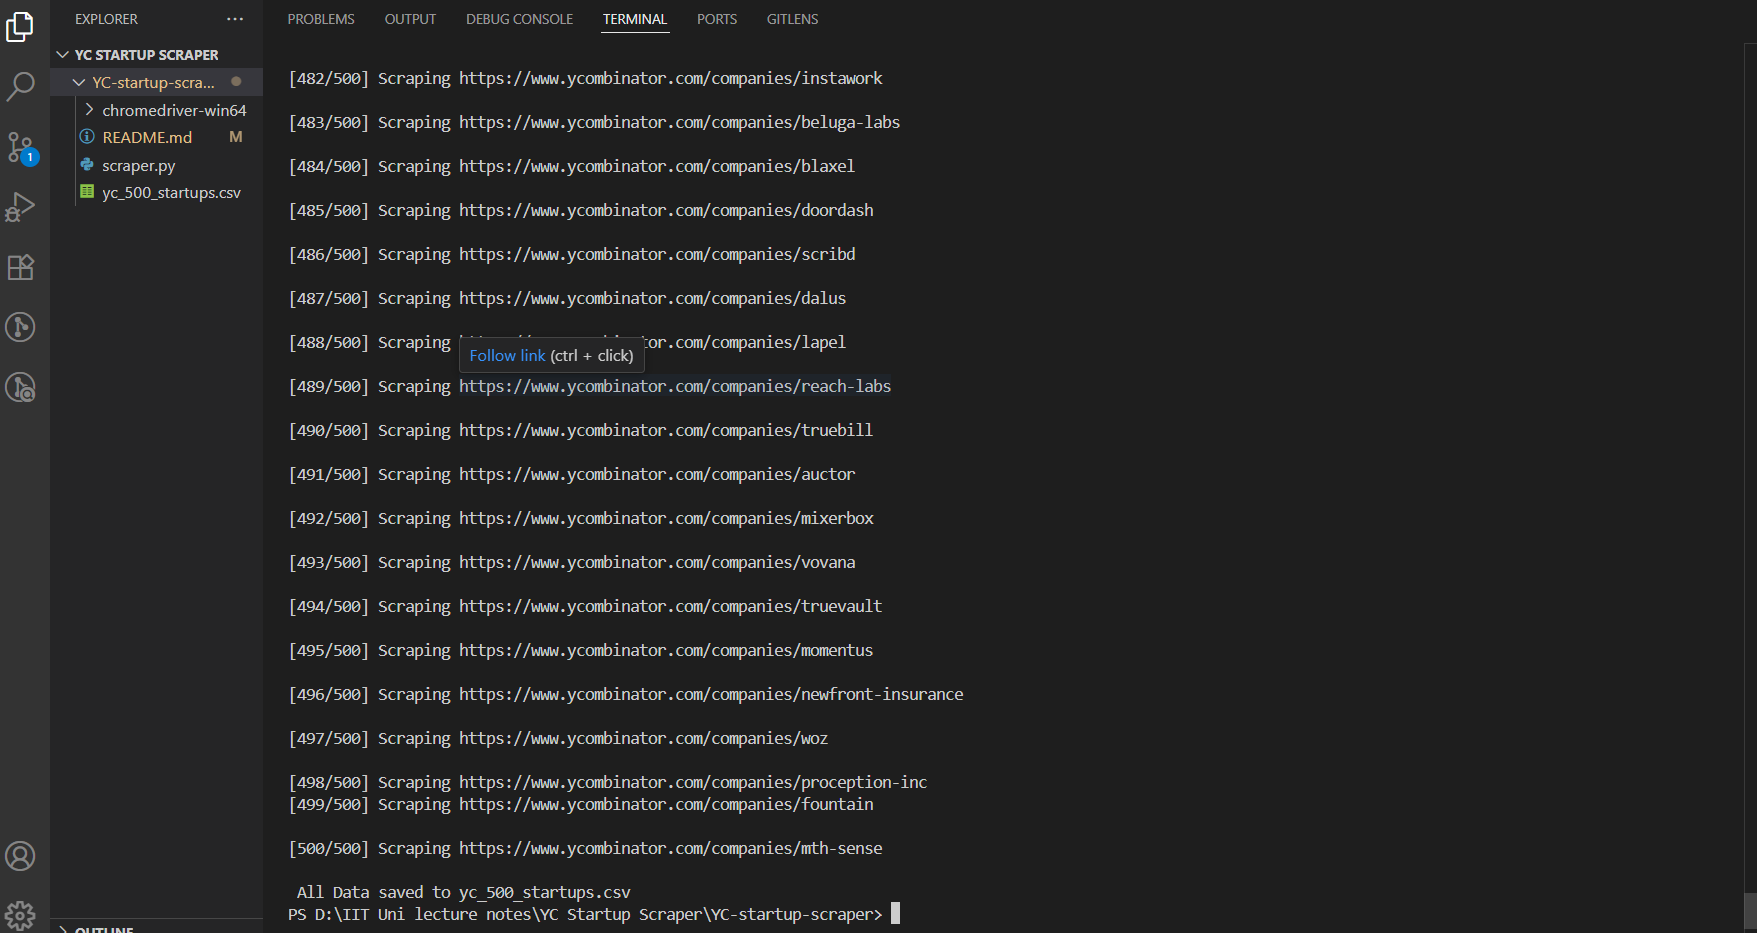 EXPLORER
YC STARTUP SCRAPER
YC-startup-scra...
chromedriver-win64
README.md M
scraper.py
yc_500_startups.csv
OUTLINE
1
PROBLEMS OUTPUT DEBUG CONSOLE TERMINAL PORTS GITLENS
[482/500] Scraping https://www.ycombinator.com/companies/instawork
[483/500] Scraping https://www.ycombinator.com/companies/beluga-labs
[484/500] Scraping https://www.ycombinator.com/companies/blaxel
[485/500] Scraping https://www.ycombinator.com/companies/doordash
[486/500] Scraping https://www.ycombinator.com/companies/scribd
[487/500] Scraping https://www.ycombinator.com/companies/dalus
[488/500] Scraping or.com/companies/lapel
Follow link (ctrl + click)
[489/500] Scraping https://www.ycombinator.com/companies/reach-labs
[490/500] Scraping https://www.ycombinator.com/companies/truebill
[491/500] Scraping https://www.ycombinator.com/companies/auctor
[492/500] Scraping https://www.ycombinator.com/companies/mixerbox
[493/500] Scraping https://www.ycombinator.com/companies/vovana
[494/500] Scraping https://www.ycombinator.com/companies/truevault
[495/500] Scraping https://www.ycombinator.com/companies/momentus
[496/500] Scraping https://www.ycombinator.com/companies/newfront-insurance
[497/500] Scraping https://www.ycombinator.com/companies/woz
[498/500] Scraping https://www.ycombinator.com/companies/proception-inc
[499/500] Scraping https://www.ycombinator.com/companies/fountain
[500/500] Scraping https://www.ycombinator.com/companies/mth-sense
All Data saved to yc_500_startups.csv
PS D:\IIT Uni lecture notes\YC Startup Scraper\YC-startup-scraper>